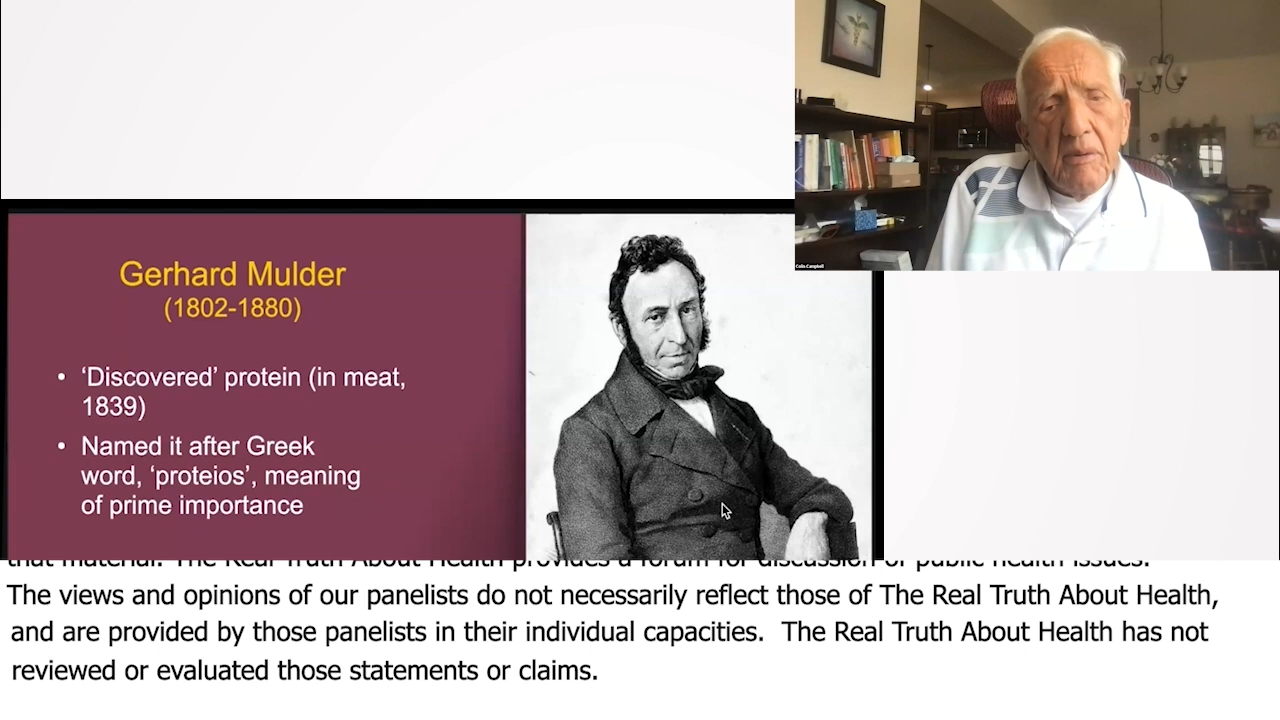 Colin Campbell
Gerhard Mulder
(1802-1880)
• ‘Discovered’ protein (in meat,
1839)
• Named it after Greek
word, ‘proteios’, meaning
of prime importance
that material. The Real Truth About Health provides a forum for discussion of public health issues.
The views and opinions of our panelists do not necessarily reflect those of The Real Truth About Health,
and are provided by those panelists in their individual capacities. The Real Truth About Health has not
reviewed or evaluated those statements or claims.